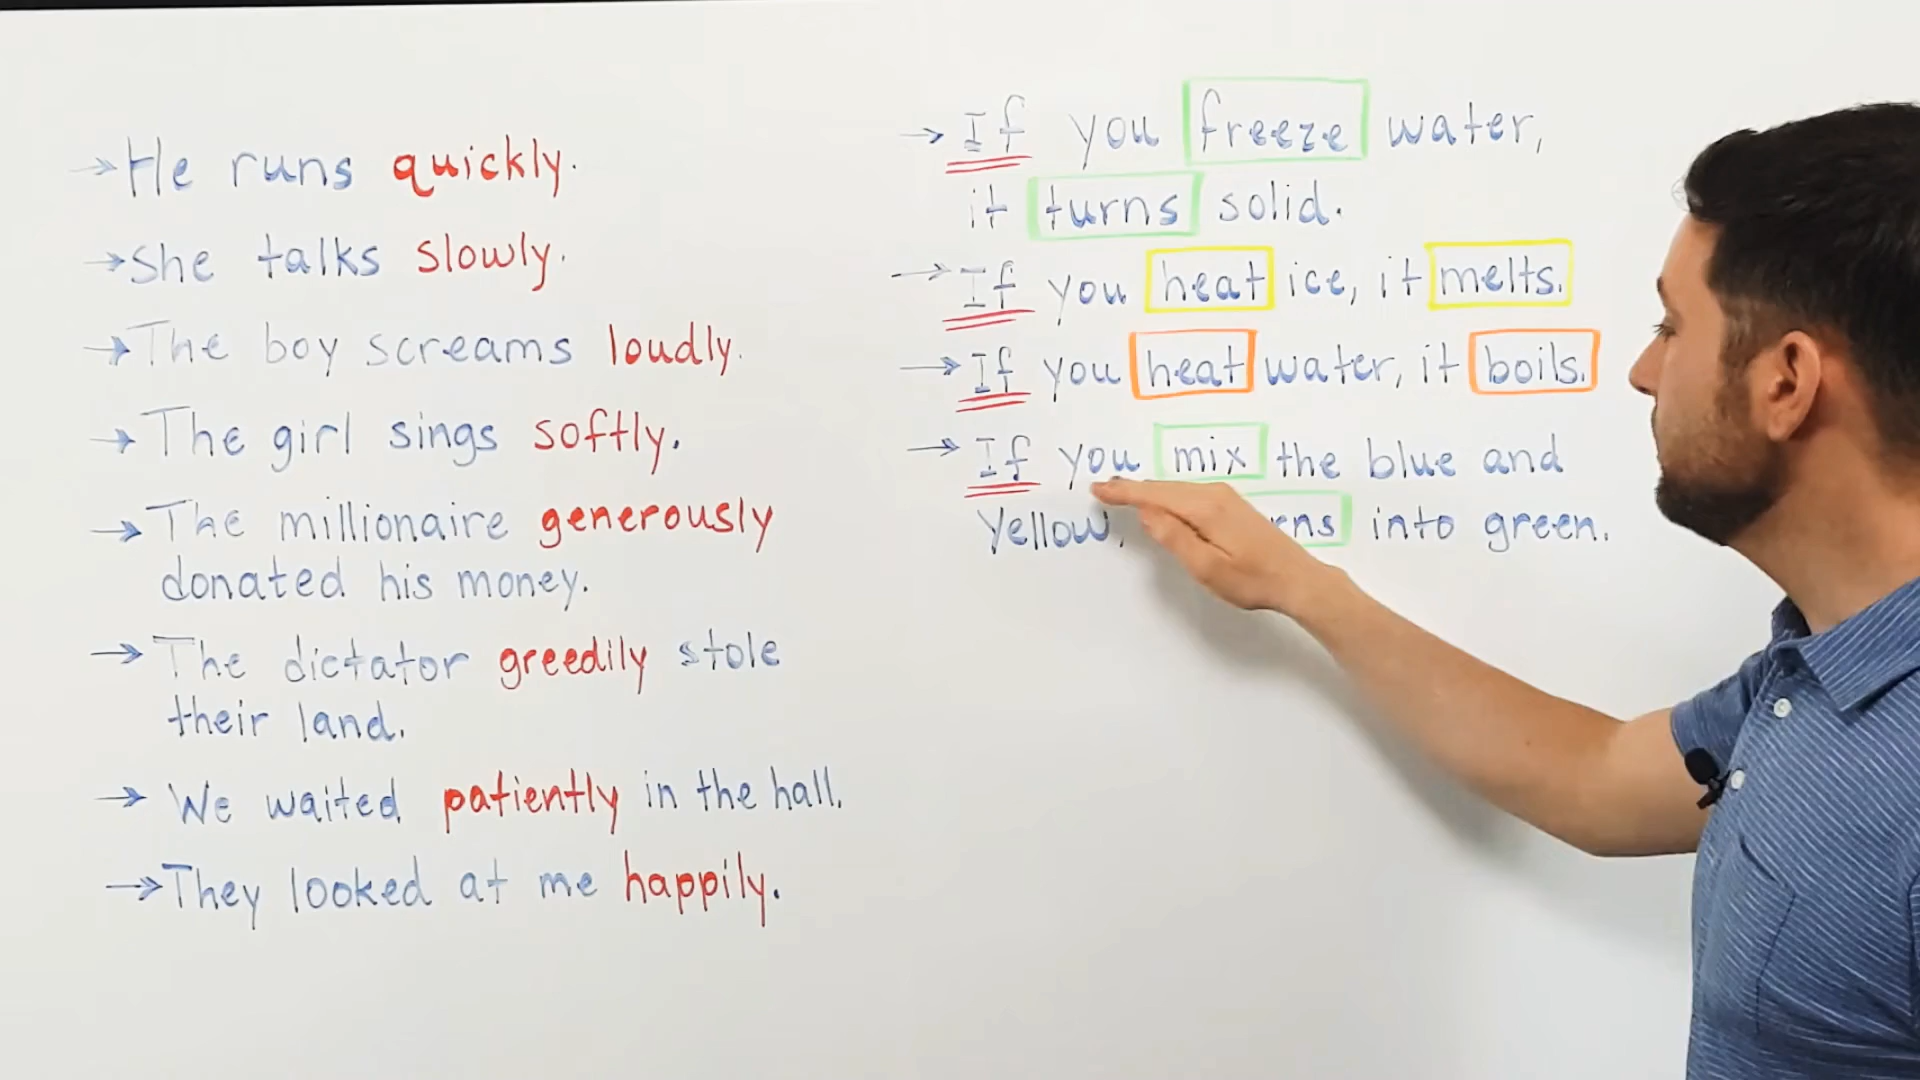 → He runs quickly.
→ She talks slowly.
→ The boy screams loudly.
→ The girl sings softly.
→ The millionaire generously
donated his money.
→ The dictator greedily stole
their land.
→ We waited patiently in the hall.
→ They looked at me happily.
→ If you freeze water,
it turns solid.
→ If you heat ice, it melts.
→ If you heat water, it boils.
→ If you mix the blue and
Yellow, into green.